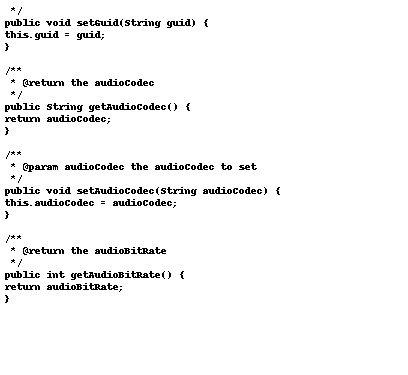 */
public void setGuid(String guid) {
this.guid = guid;
}

/**
 * @return the audioCodec
 */
public String getAudioCodec() {
return audioCodec;
}

/**
 * @param audioCodec the audioCodec to set
 */
public void setAudioCodec(String audioCodec) {
this.audioCodec = audioCodec;
}

/**
 * @return the audioBitRate
 */
public int getAudioBitRate() {
return audioBitRate;
}